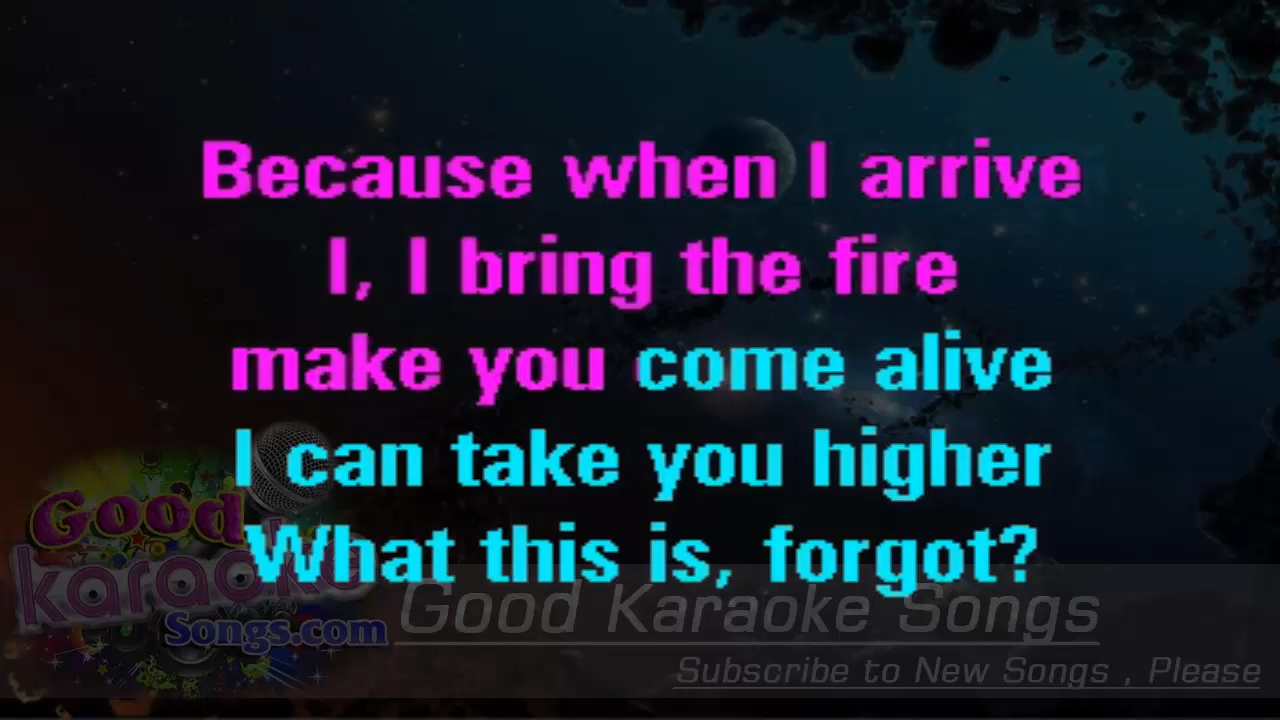 Because when I arrive
I, I bring the fire
make you come alive
I can take you higher
What this is, forgot?
Good
karaoke
Songs.com
Good Karaoke Songs
Subscribe to New Songs , Please